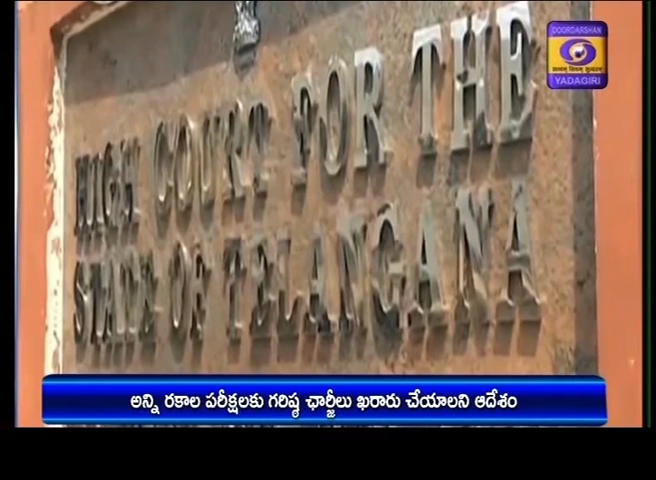 DOORDARSHAN
YADAGIRI
HIGH COURT FOR THE
STATE OF TELANGANA
అన్ని రకాల పరీక్షలకు గరిష్ఠ ఛార్జీలు ఖరారు చేయాలని ఆదేశం